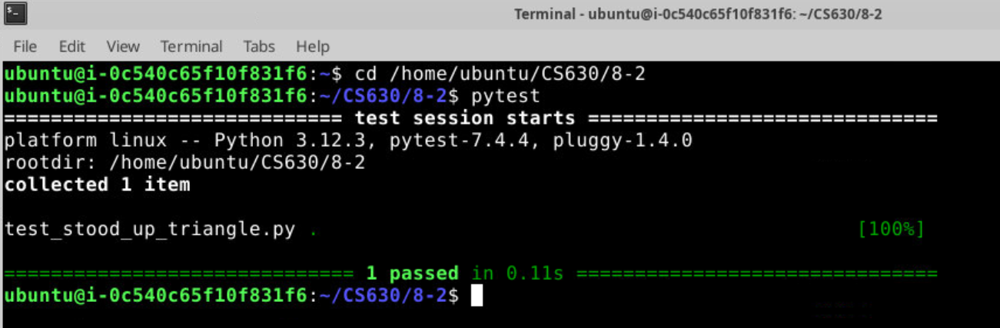 Terminal - ubuntu@i-0c540c65f10f831f6: ~/CS630/8-2
File Edit View Terminal Tabs Help
ubuntu@i-0c540c65f10f831f6:~$ cd /home/ubuntu/CS630/8-2
ubuntu@i-0c540c65f10f831f6:~/CS630/8-2$ pytest
============================= test session starts ==============================
platform linux -- Python 3.12.3, pytest-7.4.4, pluggy-1.4.0
rootdir: /home/ubuntu/CS630/8-2
collected 1 item
test_stood_up_triangle.py . [100%]
============================== 1 passed in 0.11s ===============================
ubuntu@i-0c540c65f10f831f6:~/CS630/8-2$